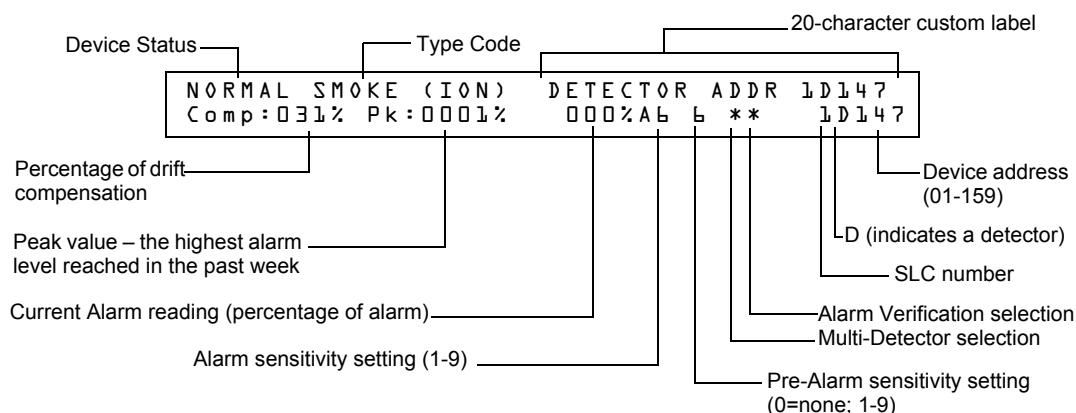 20-character custom label
Device Status
Type Code
NORMAL SMOKE (ION) DETECTOR ADDR 1D147
Comp:031% Pk:0001% 000%A6 6 ** 1D147
Percentage of drift
compensation
Device address
(01-159)
Peak value – the highest alarm
level reached in the past week
D (indicates a detector)
SLC number
Current Alarm reading (percentage of alarm)
Alarm Verification selection
Multi-Detector selection
Alarm sensitivity setting (1-9)
Pre-Alarm sensitivity setting
(0=none; 1-9)